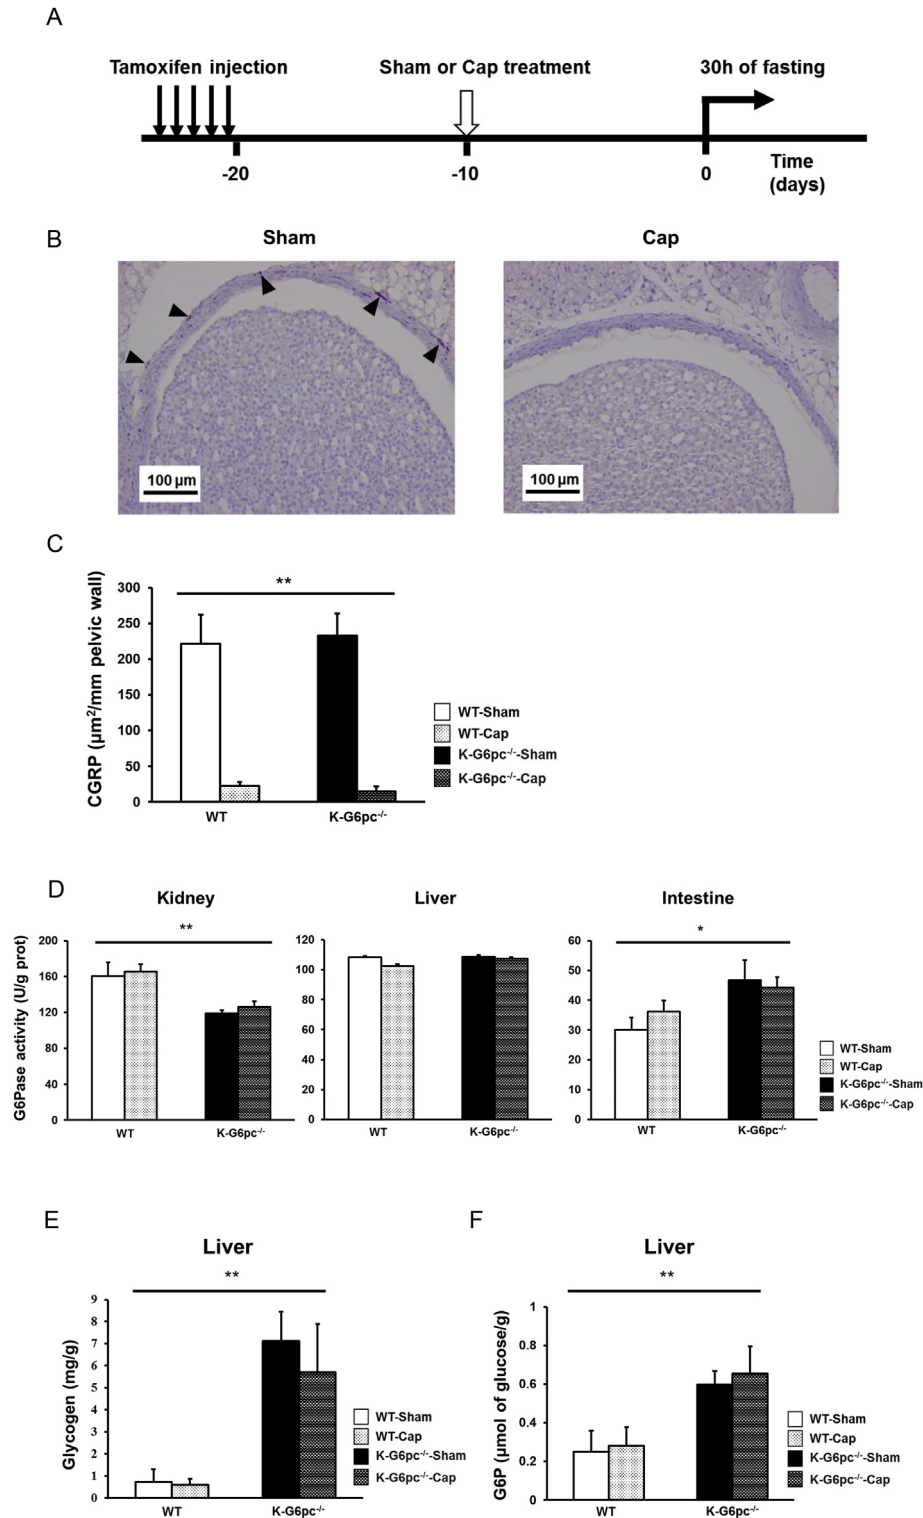 A
Tamoxifen injection Sham or Cap treatment 30h of fasting
-20 -10 0 Time (days)
B
Sham Cap
100 µm 100 µm
C
**
CGRP (µm²/mm pelvic wall)
300
250
200
150
100
50
0
WT K-G6pc-/-
WT-Sham
WT-Cap
K-G6pc-/--Sham
K-G6pc-/--Cap
D
Kidney Liver Intestine
** *
G6Pase activity (U/g prot)
200
160
120
80
40
0
WT K-G6pc-/-
120
100
80
60
40
20
0
WT K-G6pc-/-
60
50
40
30
20
10
0
WT K-G6pc-/-
WT-Sham
WT-Cap
K-G6pc-/--Sham
K-G6pc-/--Cap
E
Liver
**
Glycogen (mg/g)
9
8
7
6
5
4
3
2
1
0
WT K-G6pc-/-
WT-Sham
WT-Cap
K-G6pc-/--Sham
K-G6pc-/--Cap
F
Liver
**
G6P (µmol of glucose/g)
1
0.8
0.6
0.4
0.2
0
WT K-G6pc-/-
WT-Sham
WT-Cap
K-G6pc-/--Sham
K-G6pc-/--Cap